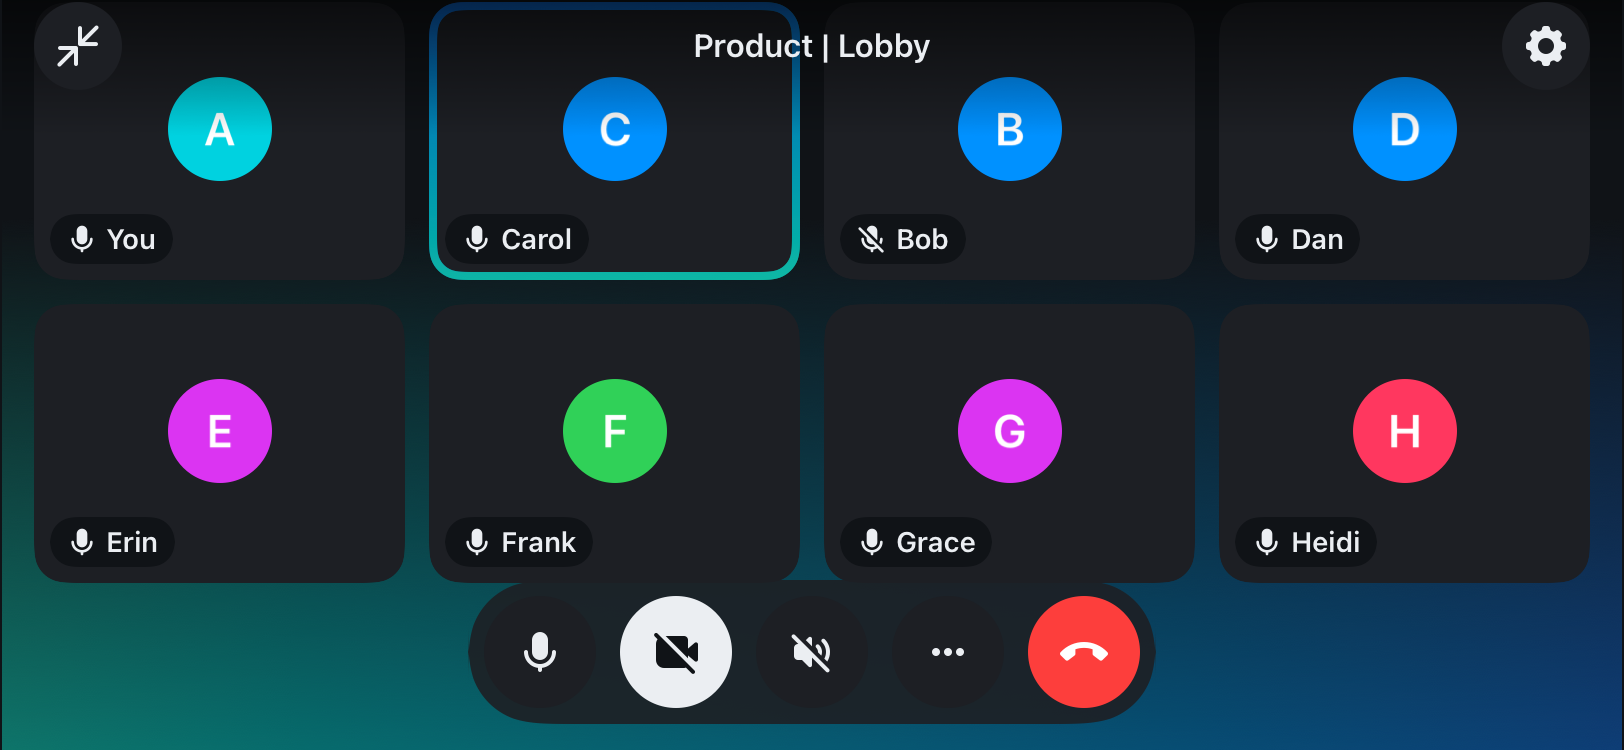 Product | Lobby
A
C
B
D
You
Carol
Bob
Dan
E
F
G
H
Erin
Frank
Grace
Heidi